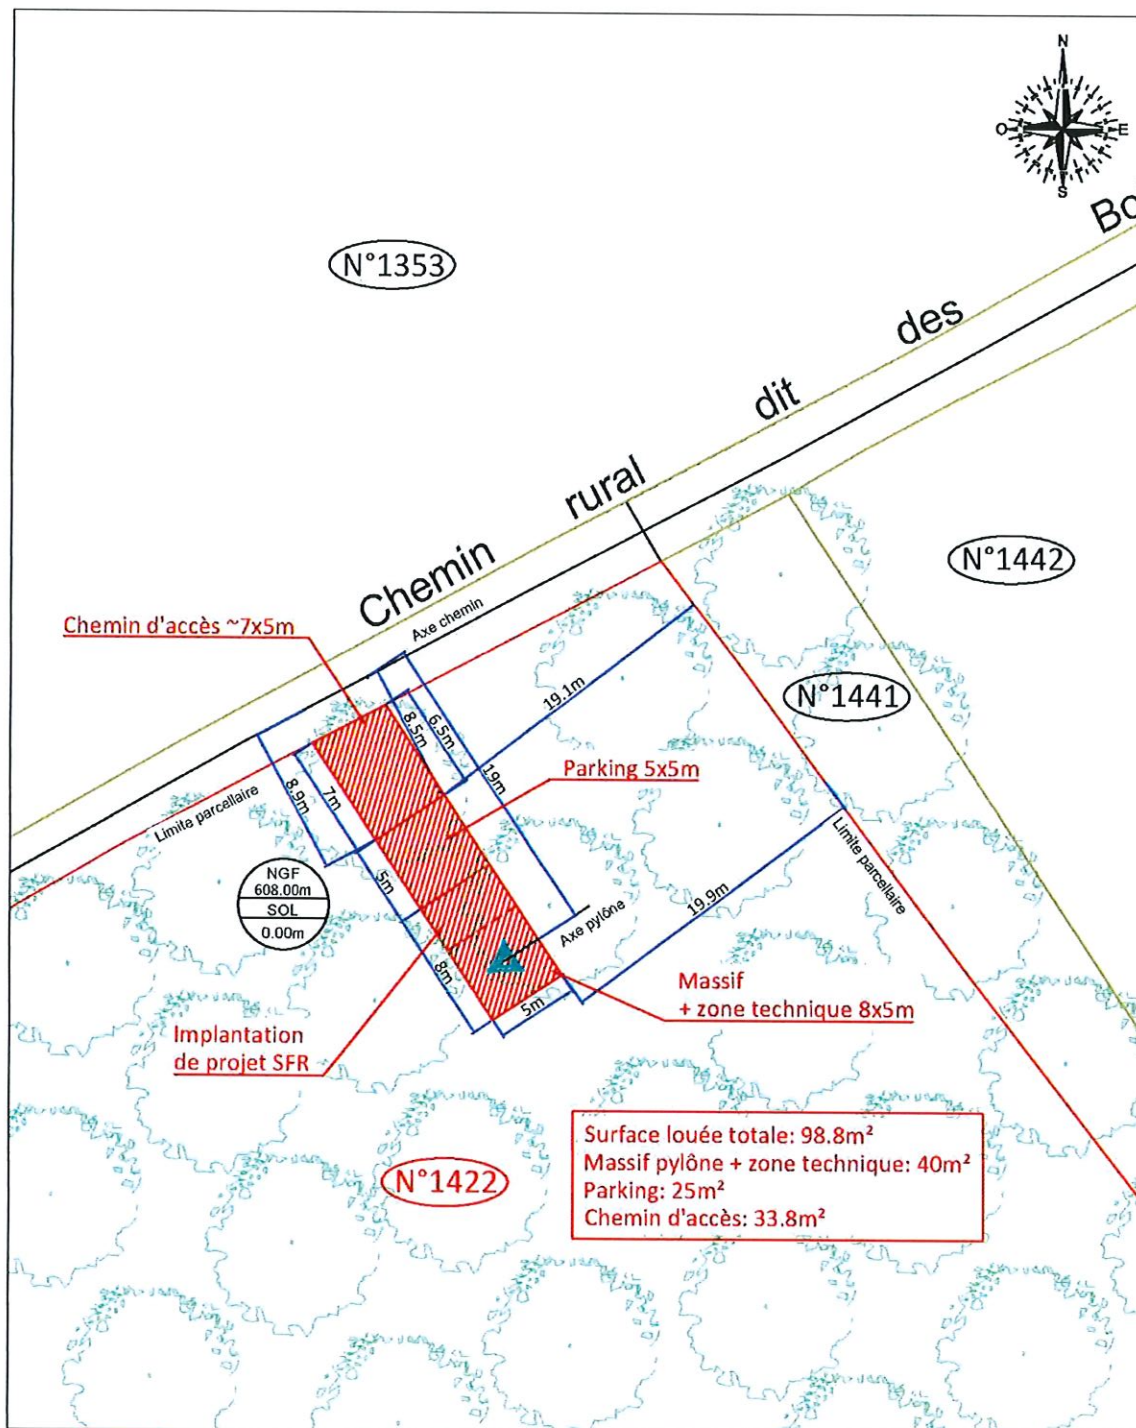 N
O
E
S
N°1353
Chemin rural dit des
N°1442
Chemin d'accès ~7x5m
Axe chemin
19.1m
N°1441
8.5m
6.5m
19m
Parking 5x5m
7m
8.9m
Limite parcellaire
Limite parcellaire
NGF
608.00m
SOL
0.00m
5m
19.9m
Axe pylône
8m
5m
Massif
+ zone technique 8x5m
Implantation
de projet SFR
Surface louée totale: 98.8m²
Massif pylône + zone technique: 40m²
Parking: 25m²
Chemin d'accès: 33.8m²
N°1422